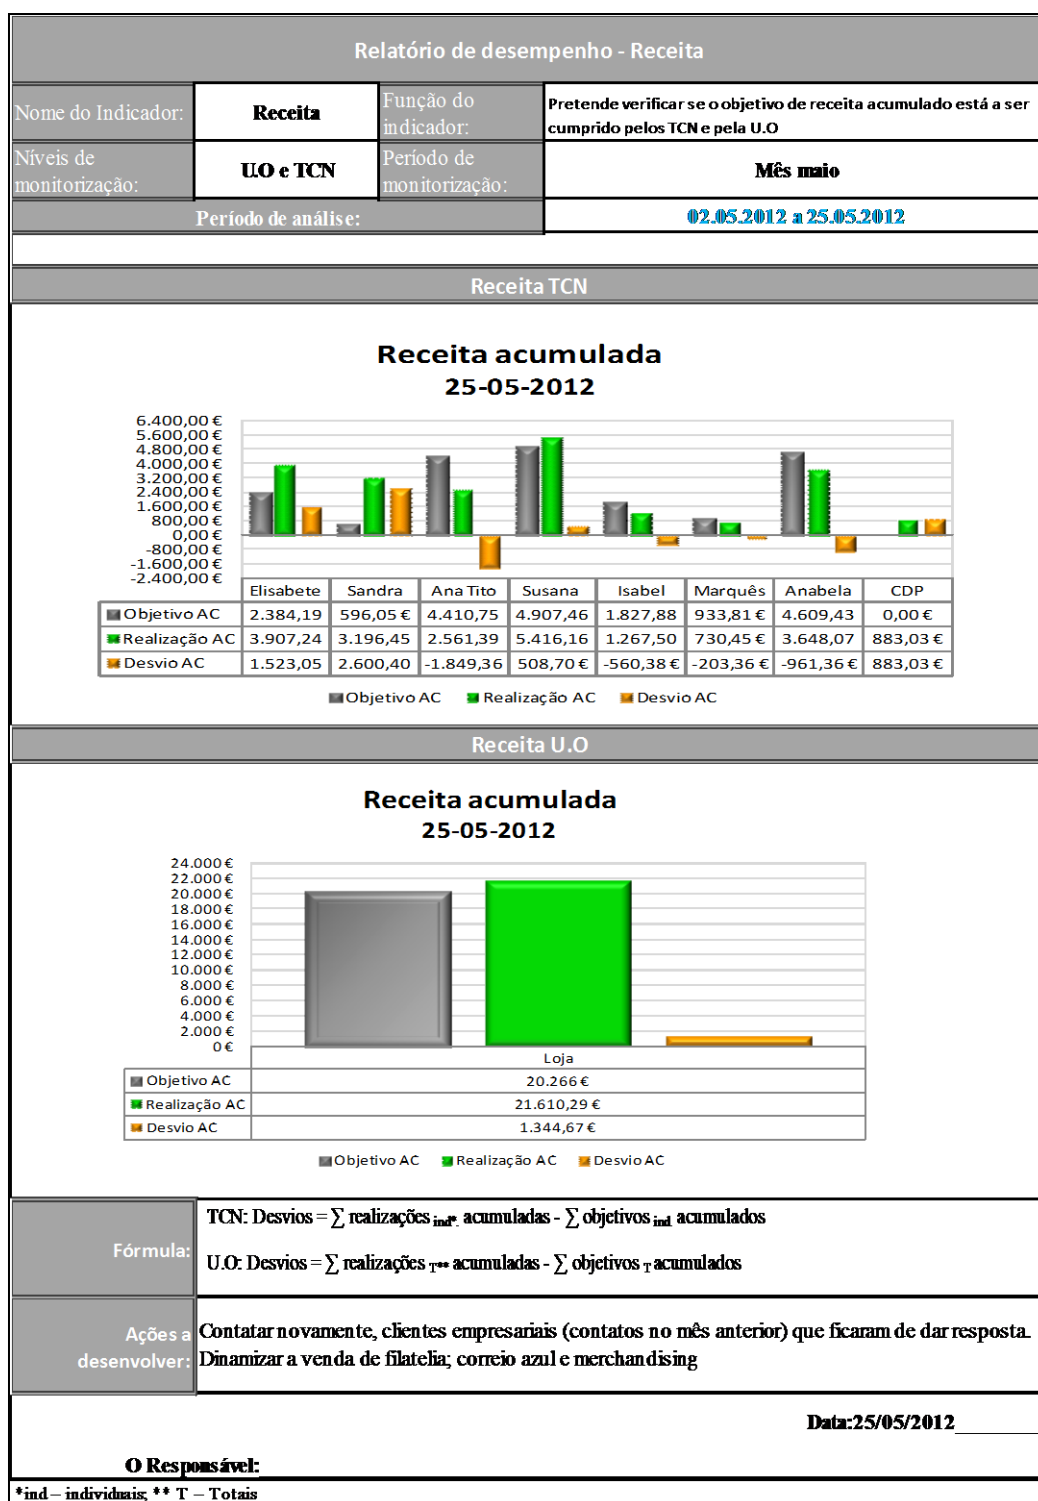 Relatório de desempenho - Receita
Nome do Indicador:
Receita
Função do
indicador:
Pretende verificar se o objetivo de receita acumulado está a ser
cumprido pelos TCN e pela U.O
Níveis de
monitorização:
U.O e TCN
Período de
monitorização:
Mês maio
Período de análise:
02.05.2012 a 25.05.2012
Receita TCN
Receita acumulada
25-05-2012
6.400,00 €
5.600,00 €
4.800,00 €
4.000,00 €
3.200,00 €
2.400,00 €
1.600,00 €
800,00 €
0,00 €
-800,00 €
-1.600,00 €
-2.400,00 €
Elisabete Sandra Ana Tito Susana Isabel Marquês Anabela CDP
Objetivo AC 2.384,19 596,05 € 4.410,75 4.907,46 1.827,88 933,81 € 4.609,43 0,00 €
Realização AC 3.907,24 3.196,45 2.561,39 5.416,16 1.267,50 730,45 € 3.648,07 883,03 €
Desvio AC 1.523,05 2.600,40 -1.849,36 508,70 € -560,38 € -203,36 € -961,36 € 883,03 €
Objetivo AC Realização AC Desvio AC
Receita U.O
Receita acumulada
25-05-2012
24.000 €
22.000 €
20.000 €
18.000 €
16.000 €
14.000 €
12.000 €
10.000 €
8.000 €
6.000 €
4.000 €
2.000 €
0 €
Loja
Objetivo AC 20.266 €
Realização AC 21.610,29 €
Desvio AC 1.344,67 €
Objetivo AC Realização AC Desvio AC
Fórmula:
TCN: Desvios = ∑ realizações ind*. acumuladas - ∑ objetivos ind acumulados
U.O: Desvios = ∑ realizações T** acumuladas - ∑ objetivos T acumulados
Ações a
desenvolver:
Contatar novamente, clientes empresariais (contatos no mês anterior) que ficaram de dar resposta.
Dinamizar a venda de filatelia; correio azul e merchandising
Data:25/05/2012
O Responsável:
*ind – individuais; ** T – Totais